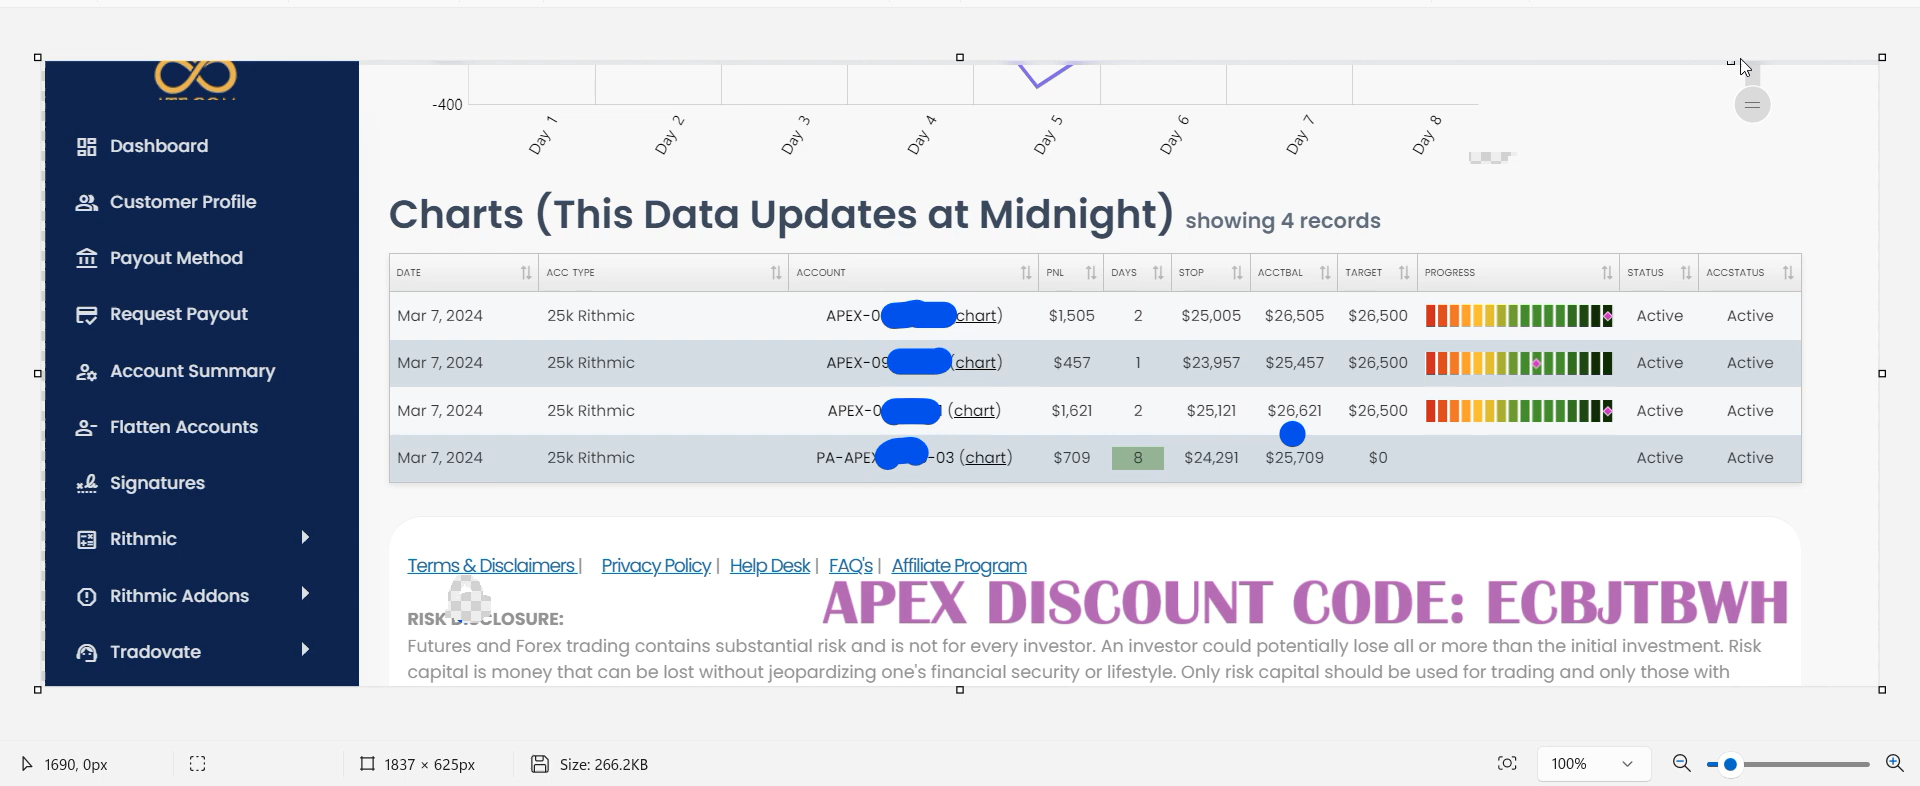 -400
Day 1
Day 2
Day 3
Day 4
Day 5
Day 6
Day 7
Day 8
Dashboard
Customer Profile
Payout Method
Request Payout
Account Summary
Flatten Accounts
Signatures
Rithmic
Rithmic Addons
Tradovate
Charts (This Data Updates at Midnight) showing 4 records
DATE ACC TYPE ACCOUNT PNL DAYS STOP ACCTBAL TARGET PROGRESS STATUS ACCSTATUS
Mar 7, 2024 25k Rithmic APEX-0 chart) $1,505 2 $25,005 $26,505 $26,500 Active Active
Mar 7, 2024 25k Rithmic APEX-09 (chart) $457 1 $23,957 $25,457 $26,500 Active Active
Mar 7, 2024 25k Rithmic APEX-0 (chart) $1,621 2 $25,121 $26,621 $26,500 Active Active
Mar 7, 2024 25k Rithmic PA-APEX -03 (chart) $709 8 $24,291 $25,709 $0 Active Active
Terms & Disclaimers | Privacy Policy | Help Desk | FAQ's | Affiliate Program
APEX DISCOUNT CODE: ECBJTBWH
RISK
Futures and Forex trading contains substantial risk and is not for every investor. An investor could potentially lose all or more than the initial investment. Risk
capital is money that can be lost without jeopardizing one's financial security or lifestyle. Only risk capital should be used for trading and only those with
1690, 0px
1837 × 625px
Size: 266.2KB
100%